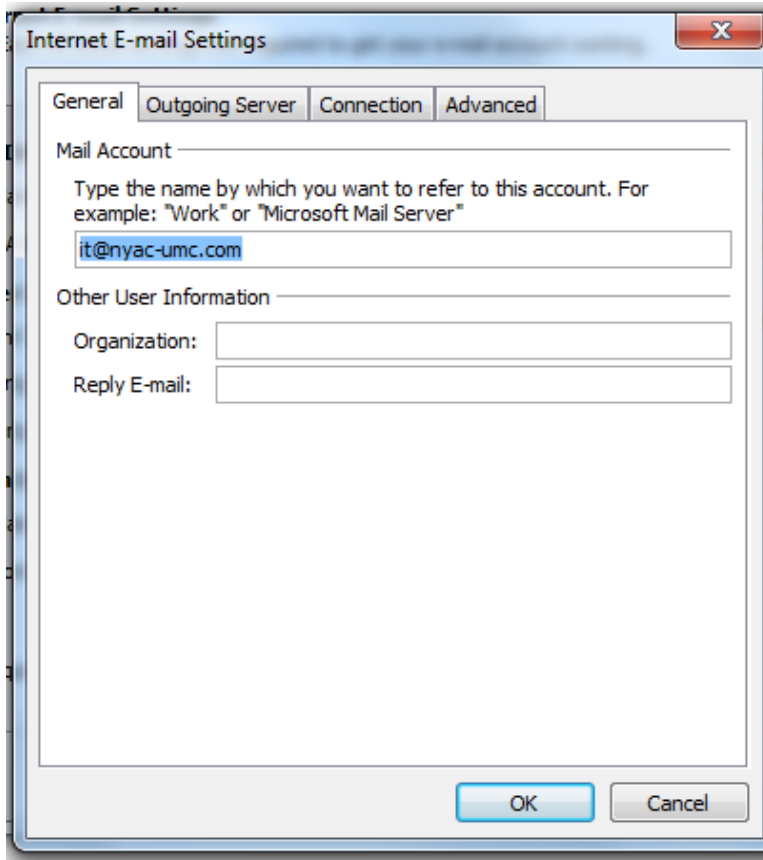 Internet E-mail Settings
General Outgoing Server Connection Advanced
Mail Account
Type the name by which you want to refer to this account. For
example: "Work" or "Microsoft Mail Server"
it@nyac-umc.com
Other User Information
Organization:
Reply E-mail:
OK Cancel